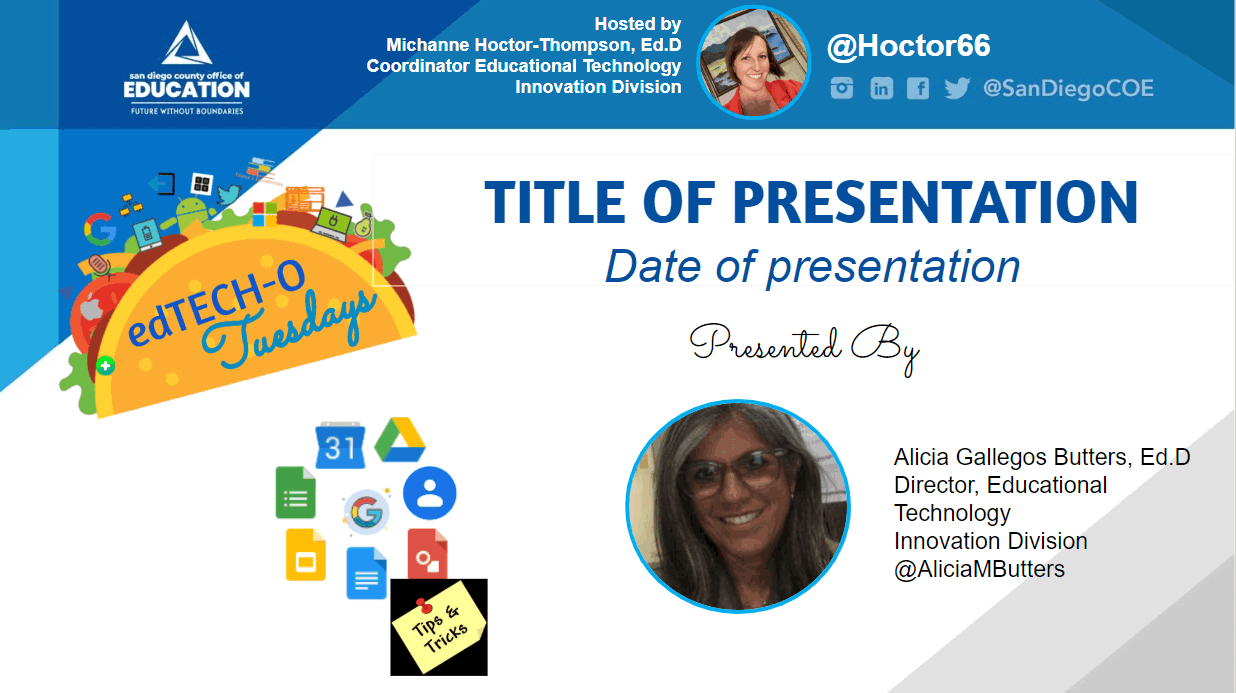 san diego county office of
EDUCATION
FUTURE WITHOUT BOUNDARIES
Hosted by
Michanne Hoctor-Thompson, Ed.D
Coordinator Educational Technology
Innovation Division
@Hoctor66
@SanDiegoCOE
TITLE OF PRESENTATION
Date of presentation
edTECH-O
Tuesdays
Presented By
31
Tips &
Tricks
Alicia Gallegos Butters, Ed.D
Director, Educational
Technology
Innovation Division
@AliciaMButters